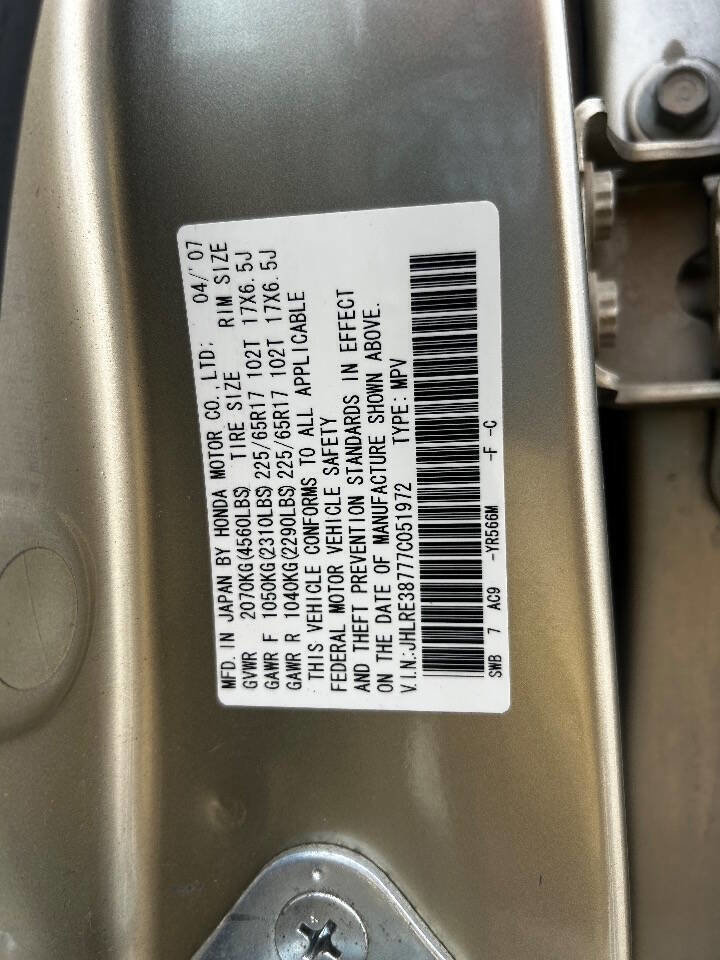 MFD. IN JAPAN BY HONDA MOTOR CO.,LTD: 04/'07
GVWR 2070KG(4560LBS) TIRE SIZE RIM SIZE
GAWR F 1050KG(2310LBS) 225/65R17 102T 17X6.5J
GAWR R 1040KG(2290LBS) 225/65R17 102T 17X6.5J
THIS VEHICLE CONFORMS TO ALL APPLICABLE
FEDERAL MOTOR VEHICLE SAFETY
AND THEFT PREVENTION STANDARDS IN EFFECT
ON THE DATE OF MANUFACTURE SHOWN ABOVE.
V.I.N.:JHLRE38777C051972 TYPE: MPV
SWB 7 AC9 -YR566M -F -C